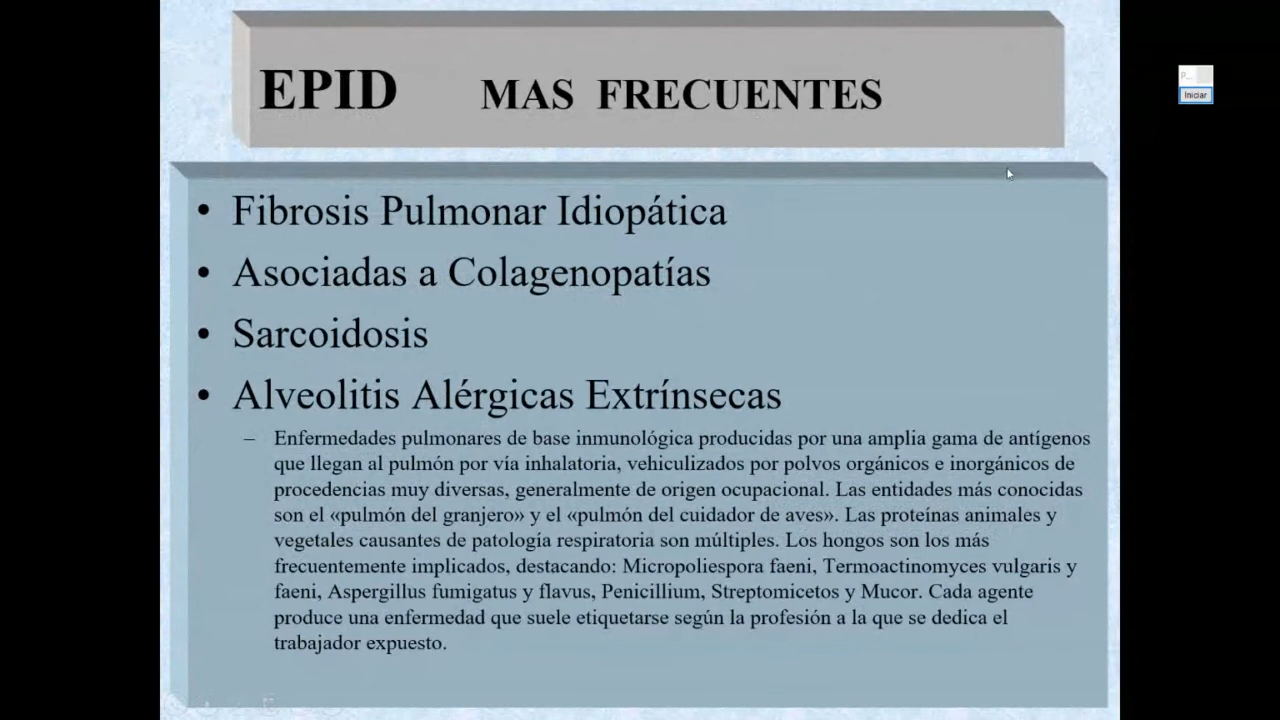 EPID MAS FRECUENTES
• Fibrosis Pulmonar Idiopática
• Asociadas a Colagenopatías
• Sarcoidosis
• Alveolitis Alérgicas Extrínsecas
– Enfermedades pulmonares de base inmunológica producidas por una amplia gama de antígenos
que llegan al pulmón por vía inhalatoria, vehiculizados por polvos orgánicos e inorgánicos de
procedencias muy diversas, generalmente de origen ocupacional. Las entidades más conocidas
son el «pulmón del granjero» y el «pulmón del cuidador de aves». Las proteínas animales y
vegetales causantes de patología respiratoria son múltiples. Los hongos son los más
frecuentemente implicados, destacando: Micropoliespora faeni, Termoactinomyces vulgaris y
faeni, Aspergillus fumigatus y flavus, Penicillium, Streptomicetos y Mucor. Cada agente
produce una enfermedad que suele etiquetarse según la profesión a la que se dedica el
trabajador expuesto.
P...
Iniciar